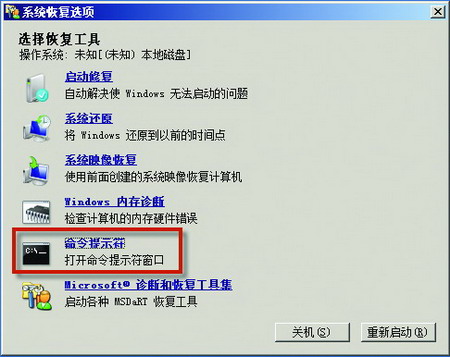 系统恢复选项
选择恢复工具
操作系统: 未知[(未知) 本地磁盘]
启动修复
自动解决使 Windows 无法启动的问题
系统还原
将 Windows 还原到以前的时间点
系统映像恢复
使用前面创建的系统映像恢复计算机
Windows 内存诊断
检查计算机的内存硬件错误
C:\_
命令提示符
打开命令提示符窗口
Microsoft® 诊断和恢复工具集
启动各种 MSDaRT 恢复工具
关机(S)
重新启动(R)